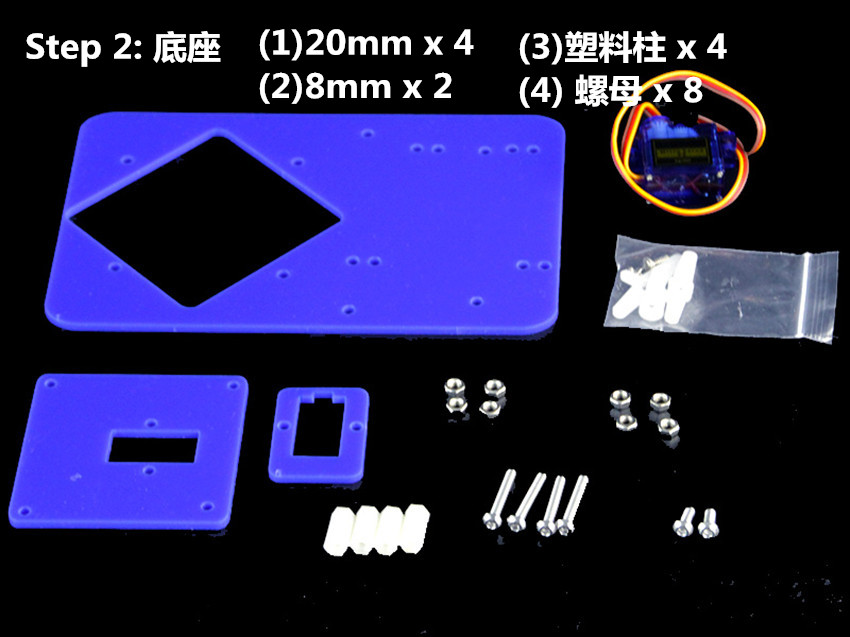 Step 2: 底座
(1)20mm x 4
(2)8mm x 2
(3)塑料柱 x 4
(4) 螺母 x 8